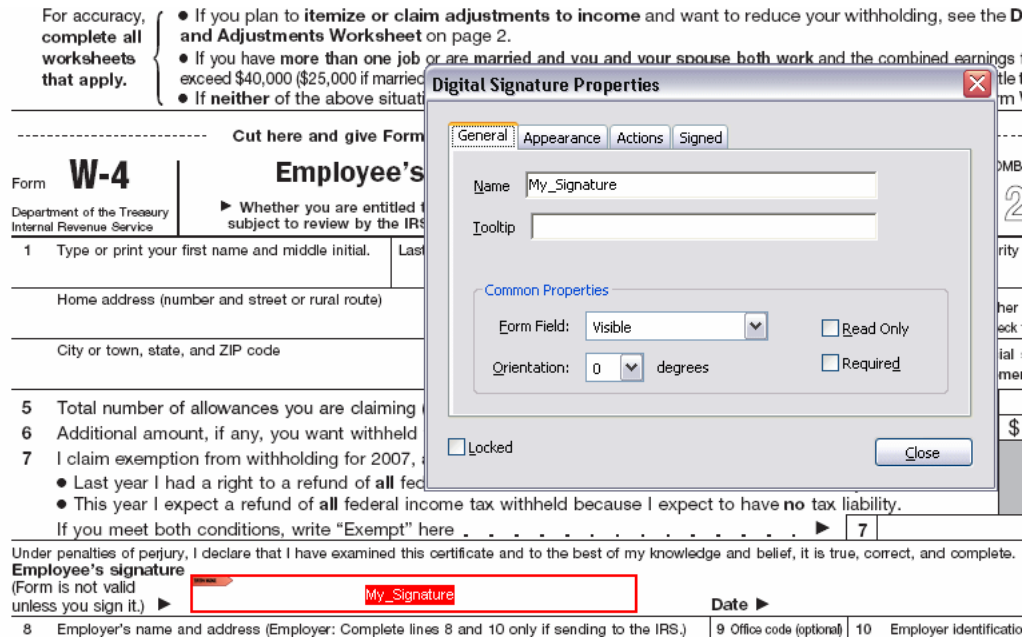 For accuracy, complete all worksheets that apply.
• If you plan to itemize or claim adjustments to income and want to reduce your withholding, see the D
and Adjustments Worksheet on page 2.
• If you have more than one job or are married and you and your spouse both work and the combined earnings
exceed $40,000 ($25,000 if married
• If neither of the above situati
Cut here and give Form
Form W-4
Department of the Treasury
Internal Revenue Service
Employee's
► Whether you are entitled
subject to review by the IRS
1 Type or print your first name and middle initial. Last
Home address (number and street or rural route)
City or town, state, and ZIP code
5 Total number of allowances you are claiming (
6 Additional amount, if any, you want withheld
$
7 I claim exemption from withholding for 2007,
• Last year I had a right to a refund of all fed
• This year I expect a refund of all federal income tax withheld because I expect to have no tax liability.
If you meet both conditions, write "Exempt" here ► 7
Under penalties of perjury, I declare that I have examined this certificate and to the best of my knowledge and belief, it is true, correct, and complete.
Employee's signature
(Form is not valid
unless you sign it.) ►
My_Signature
Date ►
8 Employer's name and address (Employer: Complete lines 8 and 10 only if sending to the IRS.)
9 Office code (optional)
10 Employer identificatio
Digital Signature Properties
General Appearance Actions Signed
Name My_Signature
Tooltip
Common Properties
Form Field: Visible
Read Only
Orientation: 0 degrees
Required
Locked
Close